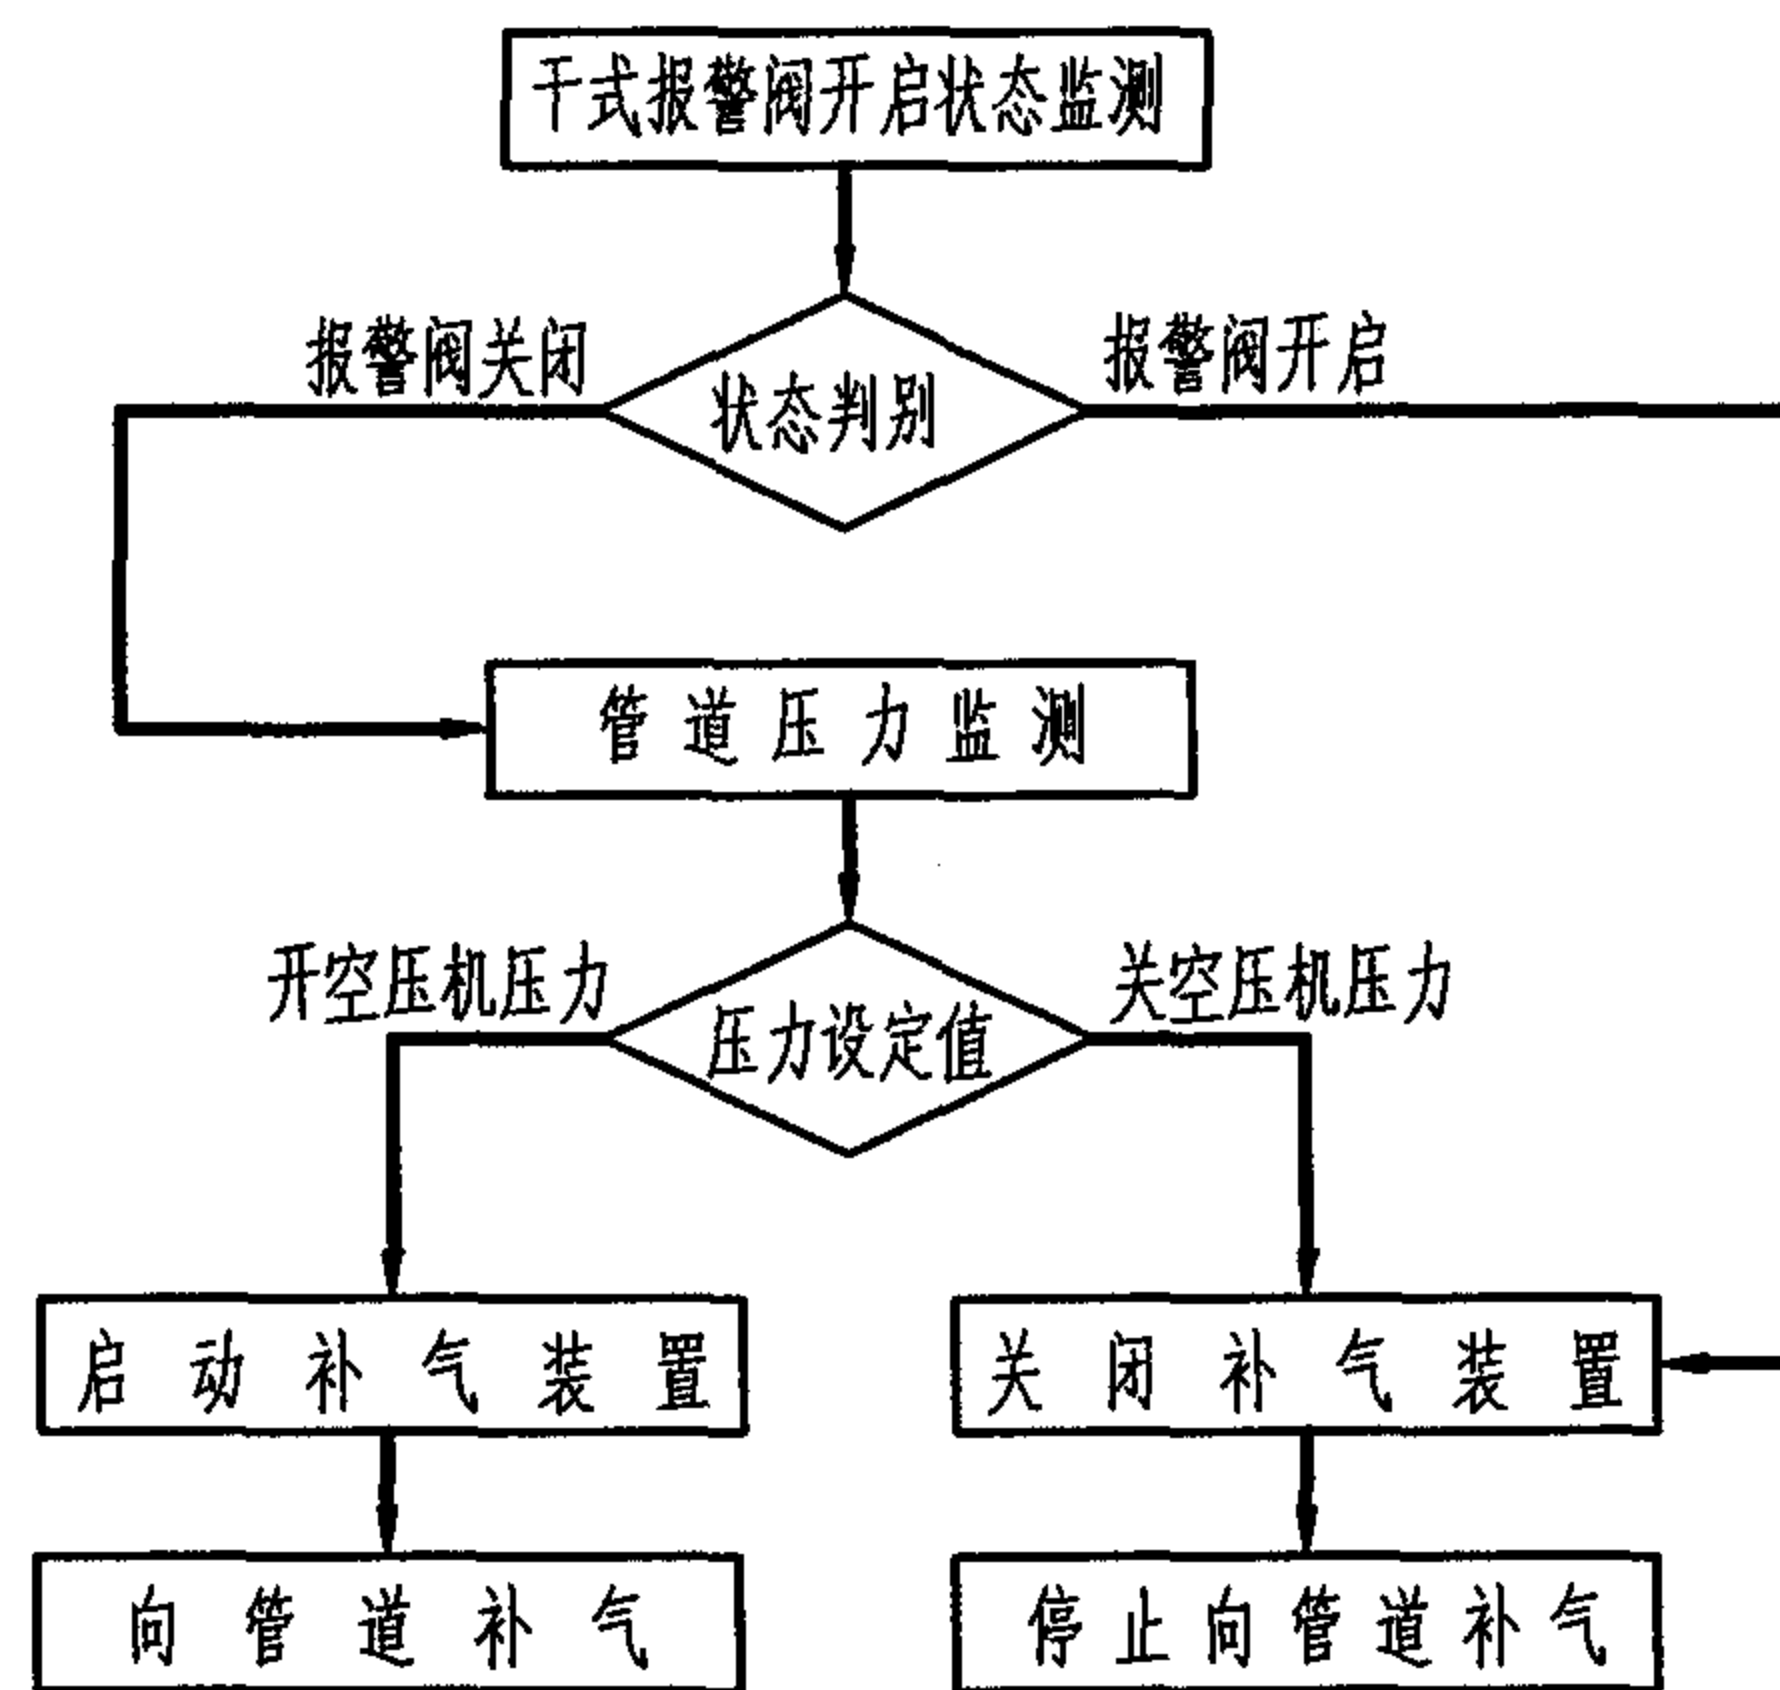 干式报警阀开启状态监测
报警阀关闭
报警阀开启
状态判别
管道压力监测
开空压机压力
关空压机压力
压力设定值
启动补气装置
关闭补气装置
向管道补气
停止向管道补气